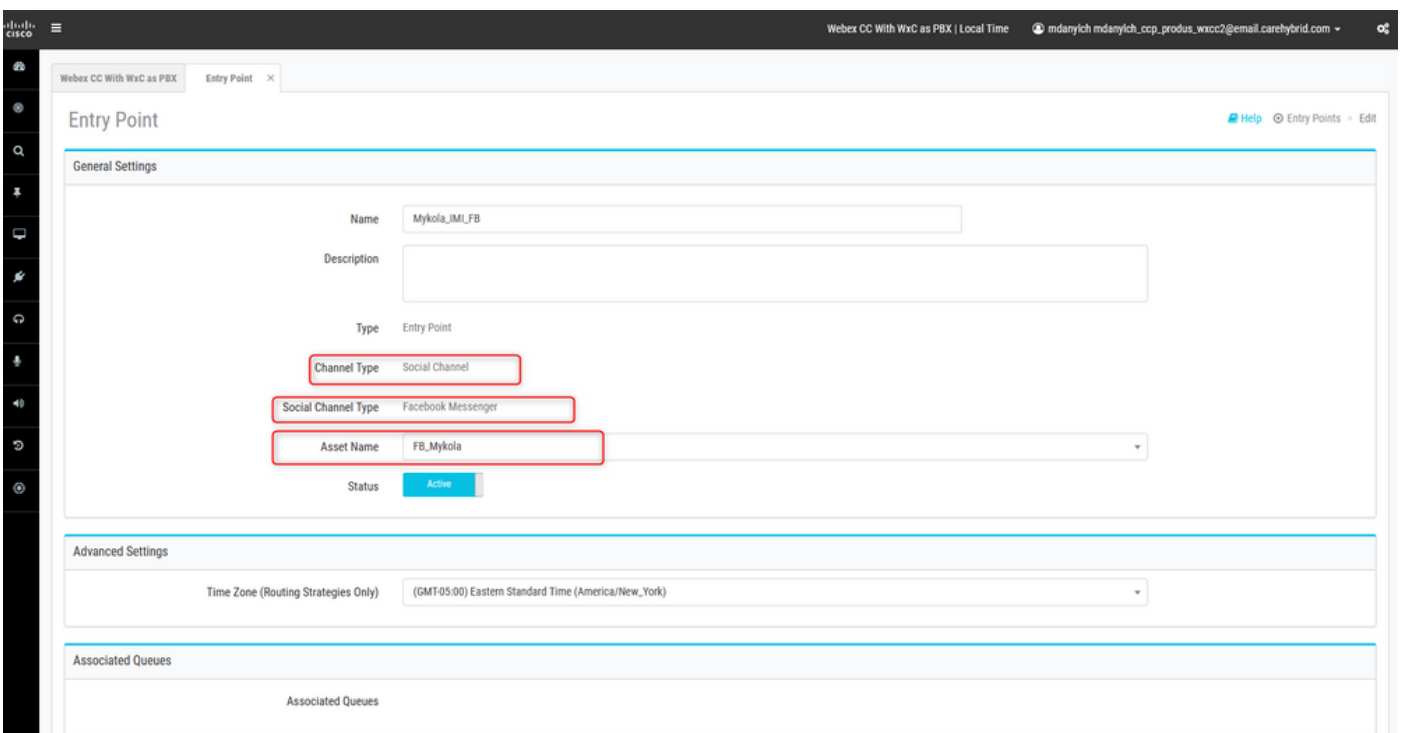 CISCO
Webex CC With WxC as PBX | Local Time
mdanylch mdanylch_ccp_produs_wxcc2@email.carehybrid.com
Webex CC With WxC as PBX
Entry Point ×
Entry Point
Help
Entry Points > Edit
General Settings
Name Mykola_IMI_FB
Description
Type Entry Point
Channel Type Social Channel
Social Channel Type Facebook Messenger
Asset Name FB_Mykola
Status Active
Advanced Settings
Time Zone (Routing Strategies Only) (GMT-05:00) Eastern Standard Time (America/New_York)
Associated Queues
Associated Queues